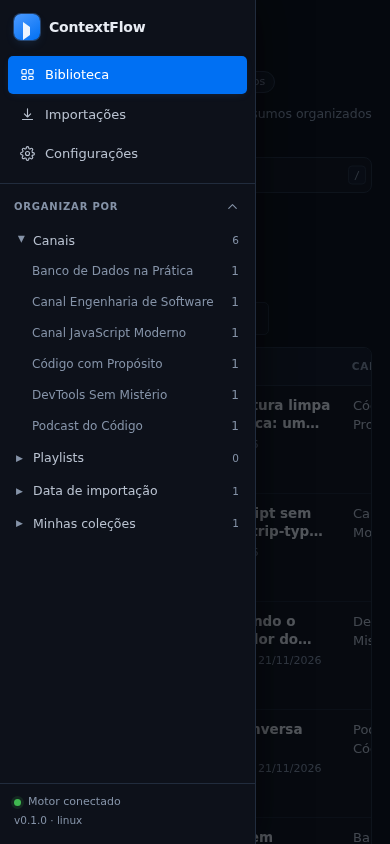 ContextFlow
Biblioteca
Importações
Configurações
ORGANIZAR POR
Canais 6
Banco de Dados na Prática 1
Canal Engenharia de Software 1
Canal JavaScript Moderno 1
Código com Propósito 1
DevTools Sem Mistério 1
Podcast do Código 1
Playlists 0
Data de importação 1
Minhas coleções 1
Motor conectado
v0.1.0 · linux
os
sumos organizados
/
CA
tura limpa
ca: um…
Có
Pro
ipt sem
trip-typ…
Ca
Mo
ndo o
dor do…
21/11/2026
De
Mis
nversa
21/11/2026
Poc
Có
em
Ba